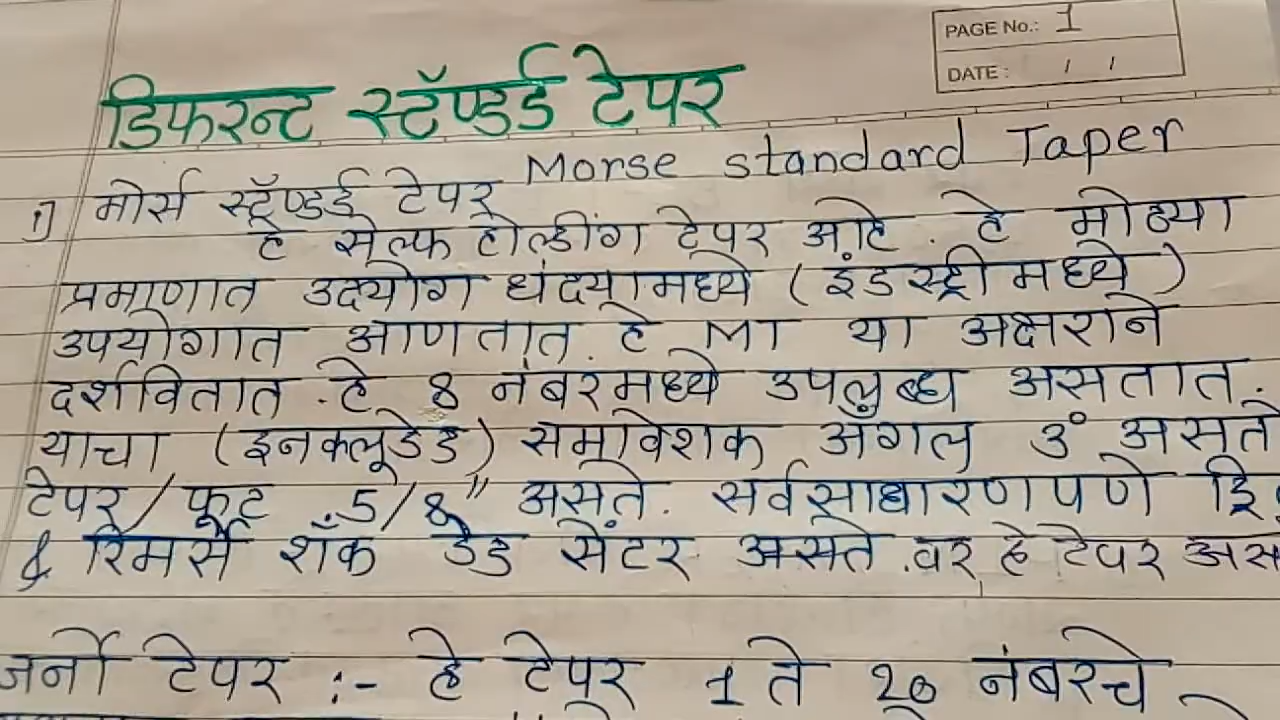 PAGE No.: 1
DATE : / /
डिफरन्ट स्टॅण्डर्ड टेपर
Morse standard Taper
1] मोर्स स्टॅण्डर्ड टेपर
हे सेल्फ होल्डींग टेपर आहे. हे मोठ्या
प्रमाणात उदयोग धंदयामध्ये (इंडस्ट्रीमध्ये)
उपयोगात आणतात. हे MT या अक्षराने
दर्शवितात. हे 8 नंबरमध्ये उपलब्ध असतात.
याचा (इनक्लूडेड) समावेशक अँगल 3° असते
टेपर/फूट .5/8" असते. सर्वसाधारणपणे
& रिमर्स शँक डेड सेंटर असते. वर हे टेपर
जर्नो टेपर :- हे टेपर 1 ते 20 नंबरचे